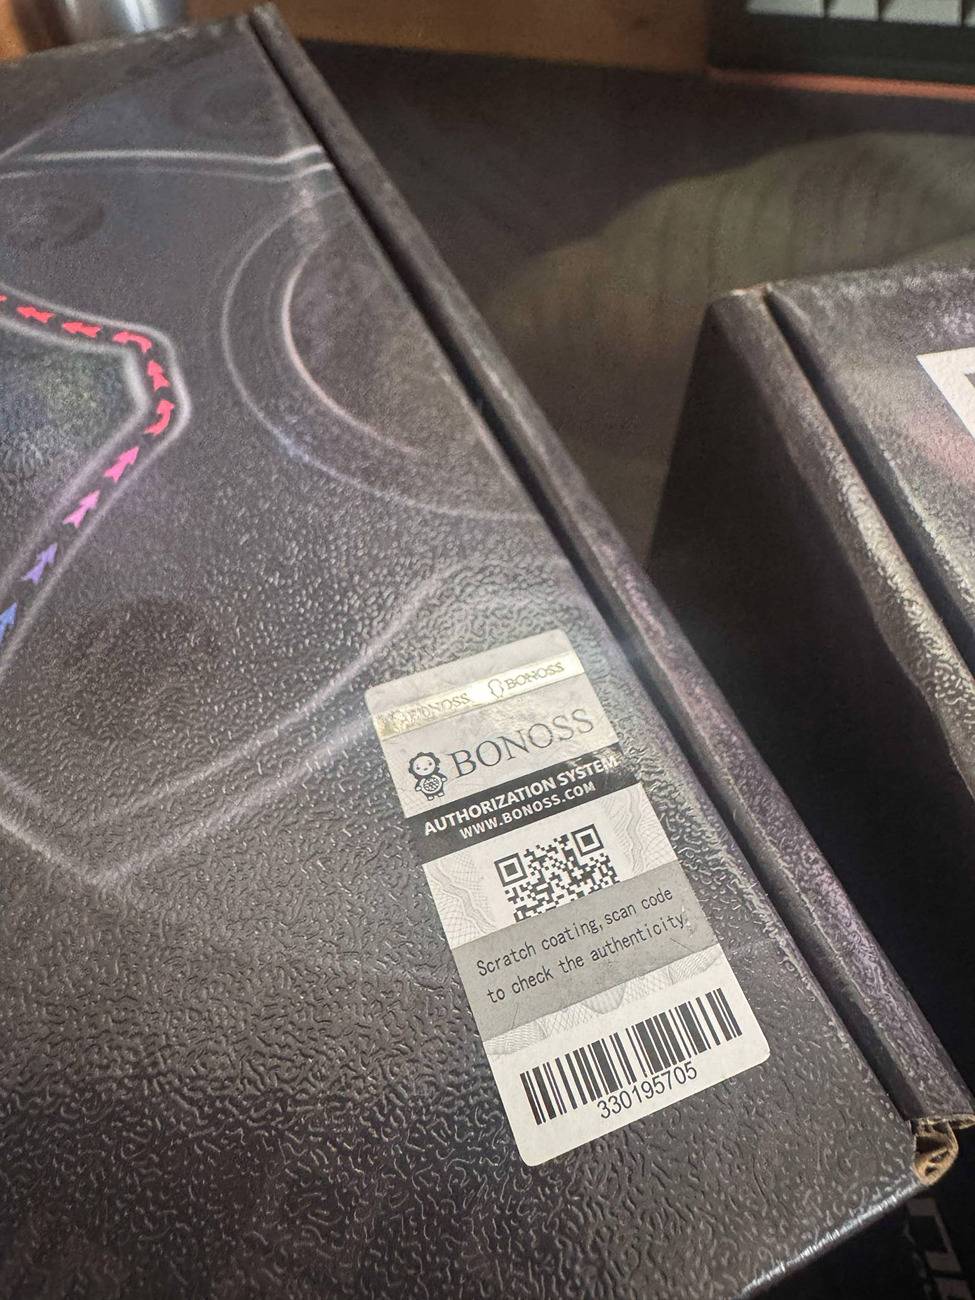 BONOSS BONOSS
BONOSS
AUTHORIZATION SYSTEM
WWW.BONOSS.COM
Scratch coating,scan code
to check the authenticity
330195705